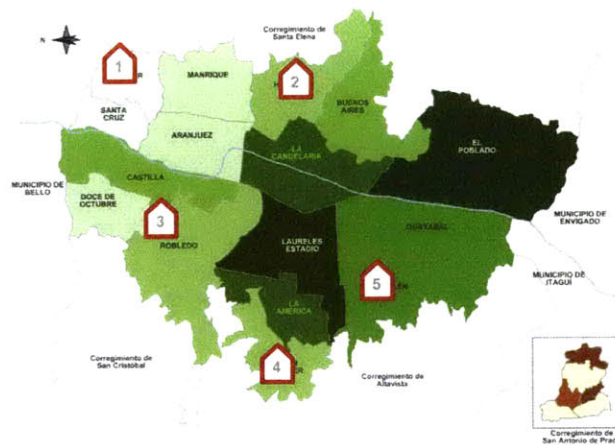 Corregimiento de
Santa Elena
N
1
R
MANRIQUE
2
H
BUENOS
AIRES
SANTA
CRUZ
ARANJUEZ
LA
CANDELARIA
EL
POBLADO
MUNICIPIO DE
BELLO
CASTILLA
DOCE DE
OCTUBRE
3
ROBLEDO
LAURELES
ESTADIO
GUAYABAL
MUNICIPIO DE
ENVIGADO
5
MUNICIPIO DE
ITAGUI
LA
AMÉRICA
4
R
Corregimiento de
San Cristóbal
Corregimiento de
Altavista
Corregimiento de
San Antonio de Pra